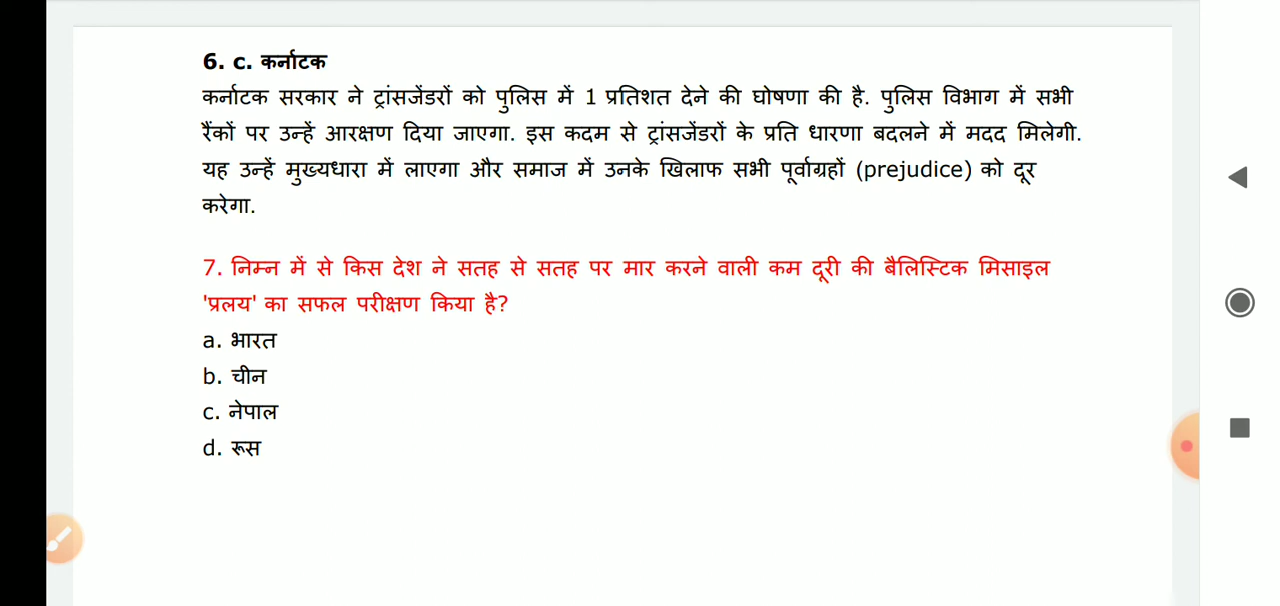 6. c. कर्नाटक
कर्नाटक सरकार ने ट्रांसजेंडरों को पुलिस में 1 प्रतिशत देने की घोषणा की है. पुलिस विभाग में सभी
रैंकों पर उन्हें आरक्षण दिया जाएगा. इस कदम से ट्रांसजेंडरों के प्रति धारणा बदलने में मदद मिलेगी.
यह उन्हें मुख्यधारा में लाएगा और समाज में उनके खिलाफ सभी पूर्वाग्रहों (prejudice) को दूर
करेगा.
7. निम्न में से किस देश ने सतह से सतह पर मार करने वाली कम दूरी की बैलिस्टिक मिसाइल
'प्रलय' का सफल परीक्षण किया है?
a. भारत
b. चीन
c. नेपाल
d. रूस